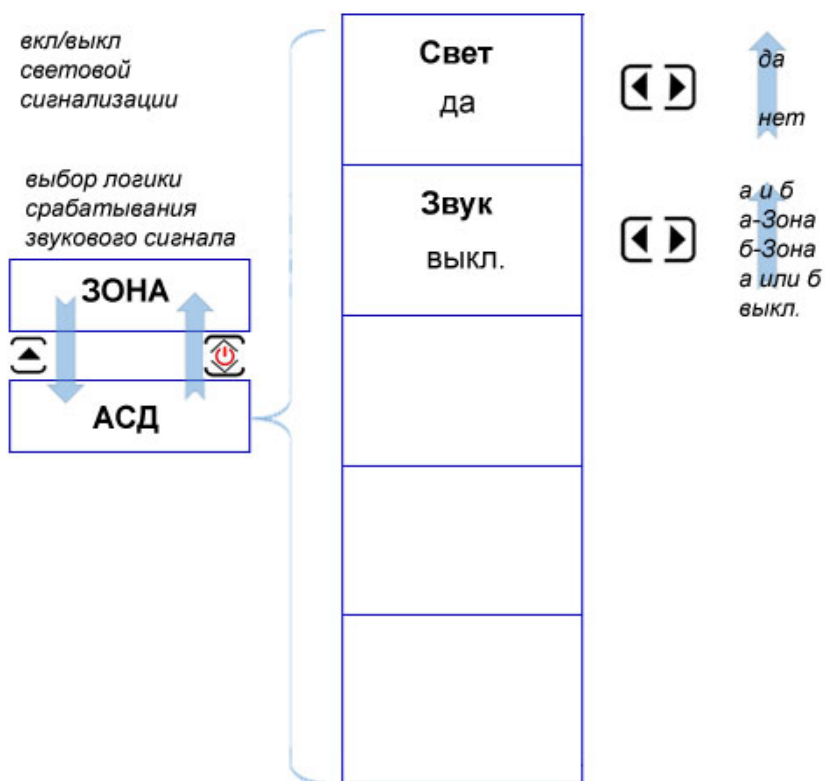 вкл/выкл
световой
сигнализации
выбор логики
срабатывания
звукового сигнала
ЗОНА
АСД
Свет
да
Звук
выкл.
да
нет
а и б
а-Зона
б-Зона
а или б
выкл.